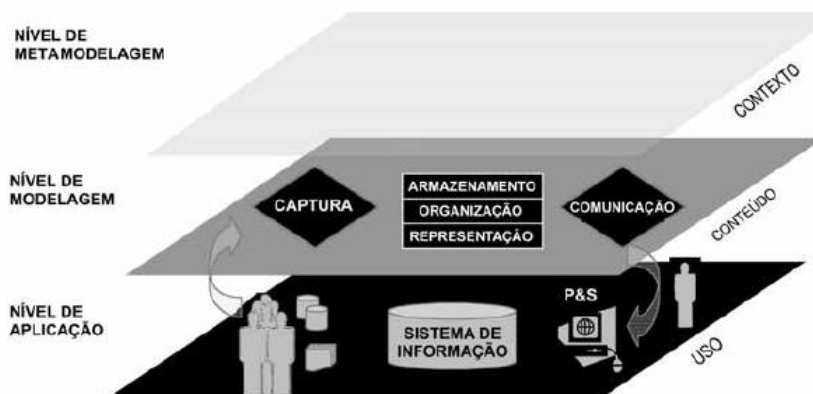 NÍVEL DE
METAMODELAGEM
CONTEXTO
NÍVEL DE
MODELAGEM
CAPTURA
ARMAZENAMENTO
ORGANIZAÇÃO
REPRESENTAÇÃO
COMUNICAÇÃO
CONTEÚDO
NÍVEL DE
APLICAÇÃO
SISTEMA DE
INFORMAÇÃO
P&S
USO